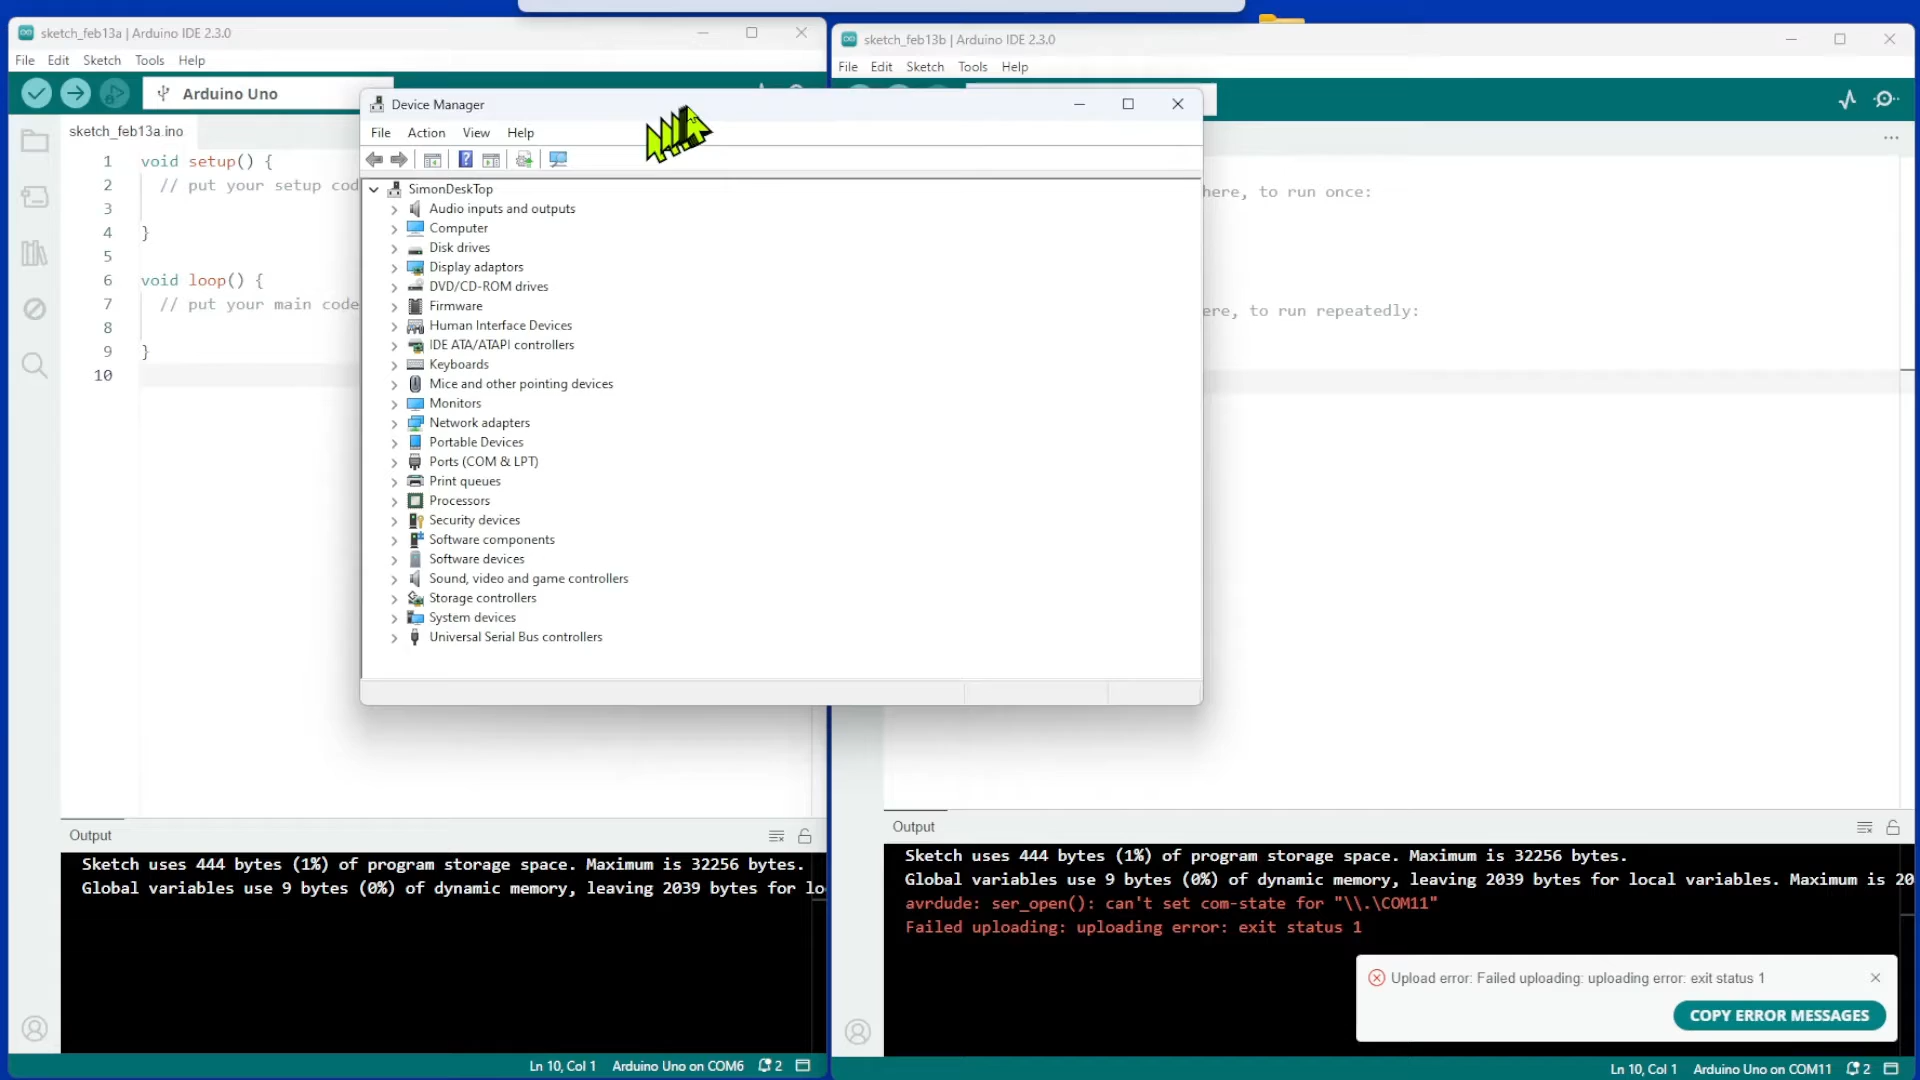 sketch_feb13a | Arduino IDE 2.3.0
File Edit Sketch Tools Help
Arduino Uno
sketch_feb13a.ino
1 void setup() {
2 // put your setup cod
3
4 }
5
6 void loop() {
7 // put your main code
8
9 }
10
Output
Sketch uses 444 bytes (1%) of program storage space. Maximum is 32256 bytes.
Global variables use 9 bytes (0%) of dynamic memory, leaving 2039 bytes for lo
Ln 10, Col 1 Arduino Uno on COM6 2
Device Manager
File Action View Help
SimonDeskTop
Audio inputs and outputs
Computer
Disk drives
Display adaptors
DVD/CD-ROM drives
Firmware
Human Interface Devices
IDE ATA/ATAPI controllers
Keyboards
Mice and other pointing devices
Monitors
Network adapters
Portable Devices
Ports (COM & LPT)
Print queues
Processors
Security devices
Software components
Software devices
Sound, video and game controllers
Storage controllers
System devices
Universal Serial Bus controllers
sketch_feb13b | Arduino IDE 2.3.0
File Edit Sketch Tools Help
here, to run once:
ere, to run repeatedly:
Output
Sketch uses 444 bytes (1%) of program storage space. Maximum is 32256 bytes.
Global variables use 9 bytes (0%) of dynamic memory, leaving 2039 bytes for local variables. Maximum is 20
avrdude: ser_open(): can't set com-state for "\\.\COM11"
Failed uploading: uploading error: exit status 1
Upload error: Failed uploading: uploading error: exit status 1
COPY ERROR MESSAGES
Ln 10, Col 1 Arduino Uno on COM11 2